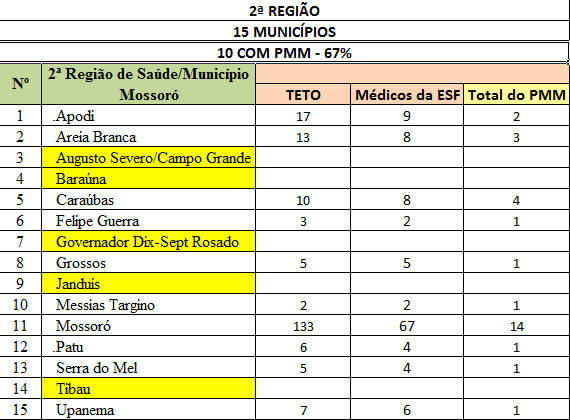 2ª REGIÃO
15 MUNICÍPIOS
10 COM PMM - 67%
Nº 2ª Região de Saúde/Município Mossoró TETO Médicos da ESF Total do PMM
1 .Apodi 17 9 2
2 Areia Branca 13 8 3
3 Augusto Severo/Campo Grande
4 Baraúna
5 Caraúbas 10 8 4
6 Felipe Guerra 3 2 1
7 Governador Dix-Sept Rosado
8 Grossos 5 5 1
9 Janduís
10 Messias Targino 2 2 1
11 Mossoró 133 67 14
12 .Patu 6 4 1
13 Serra do Mel 5 4 1
14 Tibau
15 Upanema 7 6 1